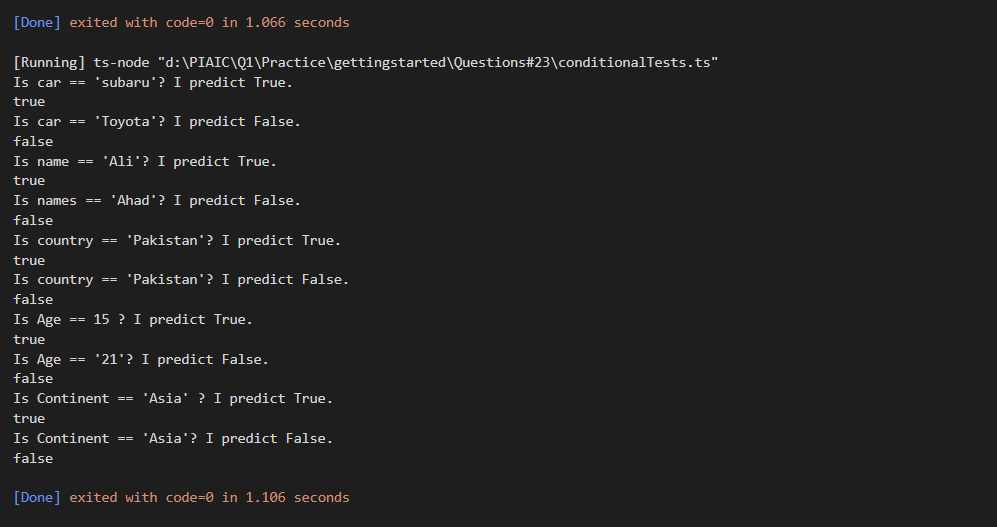 [Done] exited with code=0 in 1.066 seconds
[Running] ts-node "d:\PIAIC\Q1\Practice\gettingstarted\Questions#23\conditionalTests.ts"
Is car == 'subaru'? I predict True.
true
Is car == 'Toyota'? I predict False.
false
Is name == 'Ali'? I predict True.
true
Is names == 'Ahad'? I predict False.
false
Is country == 'Pakistan'? I predict True.
true
Is country == 'Pakistan'? I predict False.
false
Is Age == 15 ? I predict True.
true
Is Age == '21'? I predict False.
false
Is Continent == 'Asia' ? I predict True.
true
Is Continent == 'Asia'? I predict False.
false
[Done] exited with code=0 in 1.106 seconds